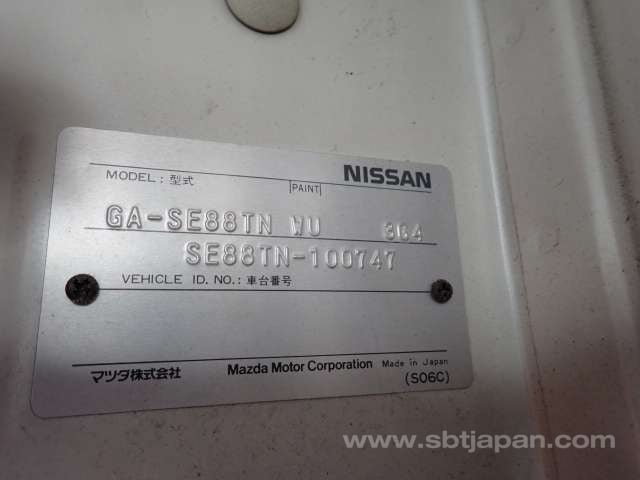 NISSAN
MODEL : 型式 PAINT
GA-SE88TN WU 3G4
SE88TN-100747
VEHICLE ID. NO. : 車台番号
マツダ株式会社 Mazda Motor Corporation Made in Japan
(S06C)
www.sbtjapan.com